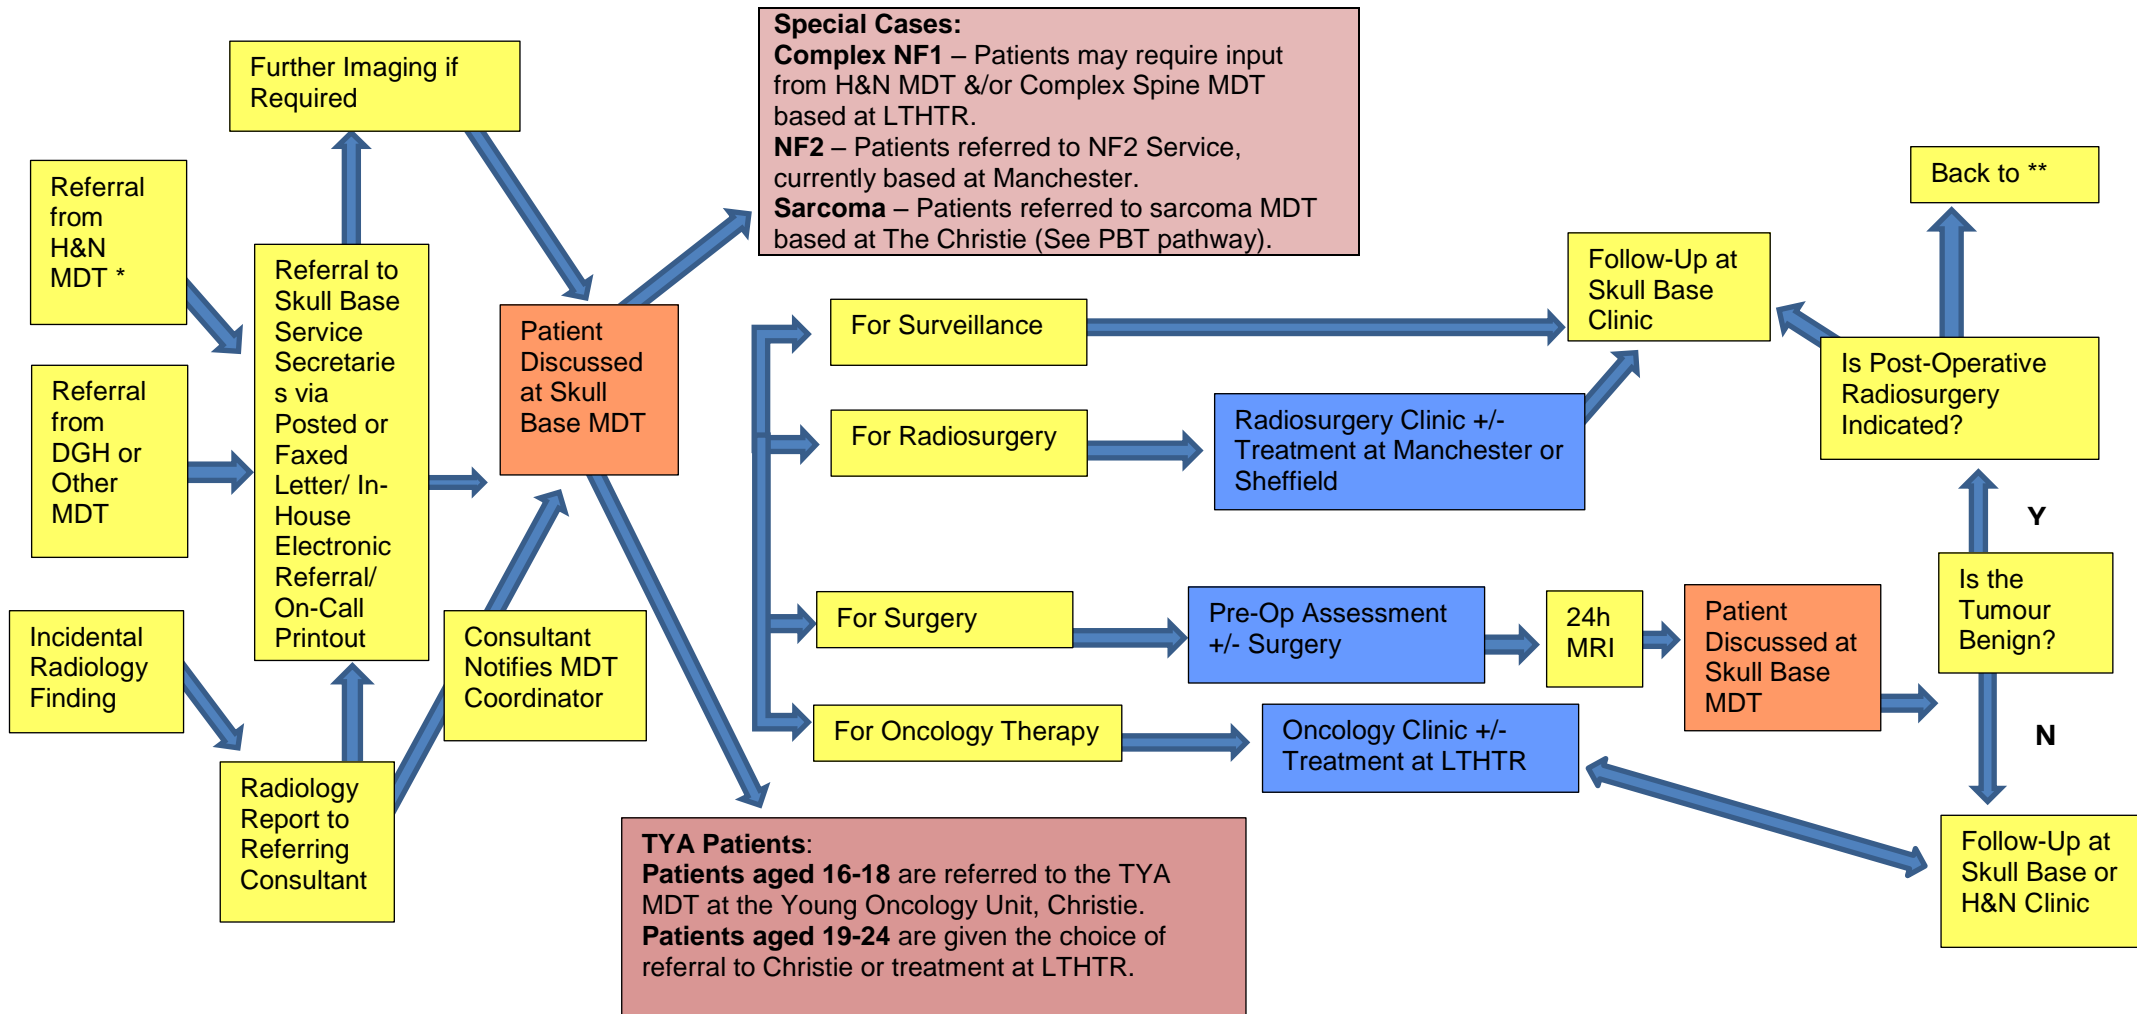 Further Imaging if
Required
Special Cases:
Complex NF1 – Patients may require input
from H&N MDT &/or Complex Spine MDT
based at LTHTR.
NF2 – Patients referred to NF2 Service,
currently based at Manchester.
Sarcoma – Patients referred to sarcoma MDT
based at The Christie (See PBT pathway).
Referral
from
H&N
MDT *
Referral
from
DGH or
Other
MDT
Incidental
Radiology
Finding
Referral to
Skull Base
Service
Secretarie
s via
Posted or
Faxed
Letter/ In-
House
Electronic
Referral/
On-Call
Printout
Radiology
Report to
Referring
Consultant
Consultant
Notifies MDT
Coordinator
Patient
Discussed
at Skull
Base MDT
TYA Patients:
Patients aged 16-18 are referred to the TYA
MDT at the Young Oncology Unit, Christie.
Patients aged 19-24 are given the choice of
referral to Christie or treatment at LTHTR.
For Surveillance
For Radiosurgery
Radiosurgery Clinic +/-
Treatment at Manchester or
Sheffield
For Surgery
Pre-Op Assessment
+/- Surgery
24h
MRI
Patient
Discussed at
Skull Base
MDT
For Oncology Therapy
Oncology Clinic +/-
Treatment at LTHTR
Follow-Up at
Skull Base
Clinic
Back to **
Is Post-Operative
Radiosurgery
Indicated?
Y
Is the
Tumour
Benign?
N
Follow-Up at
Skull Base or
H&N Clinic